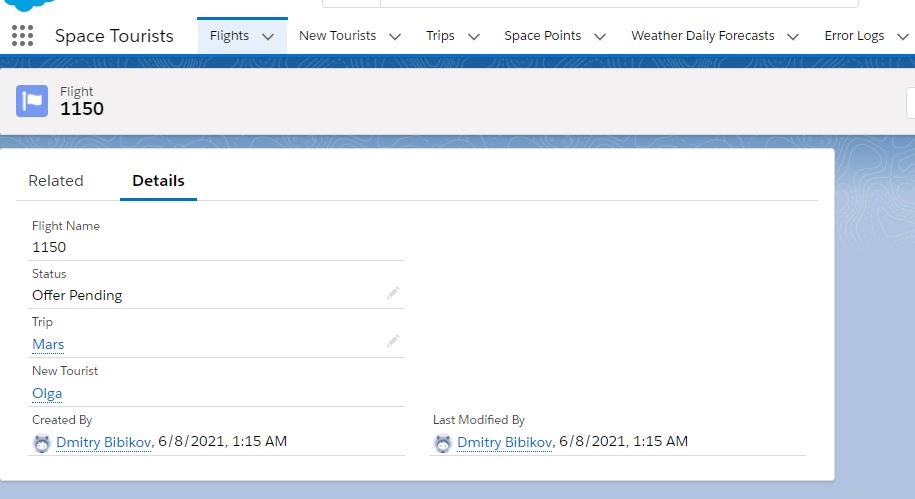 Space Tourists Flights New Tourists Trips Space Points Weather Daily Forecasts Error Logs
Flight
1150
Related Details
Flight Name
1150
Status
Offer Pending
Trip
Mars
New Tourist
Olga
Created By
Dmitry Bibikov, 6/8/2021, 1:15 AM
Last Modified By
Dmitry Bibikov, 6/8/2021, 1:15 AM